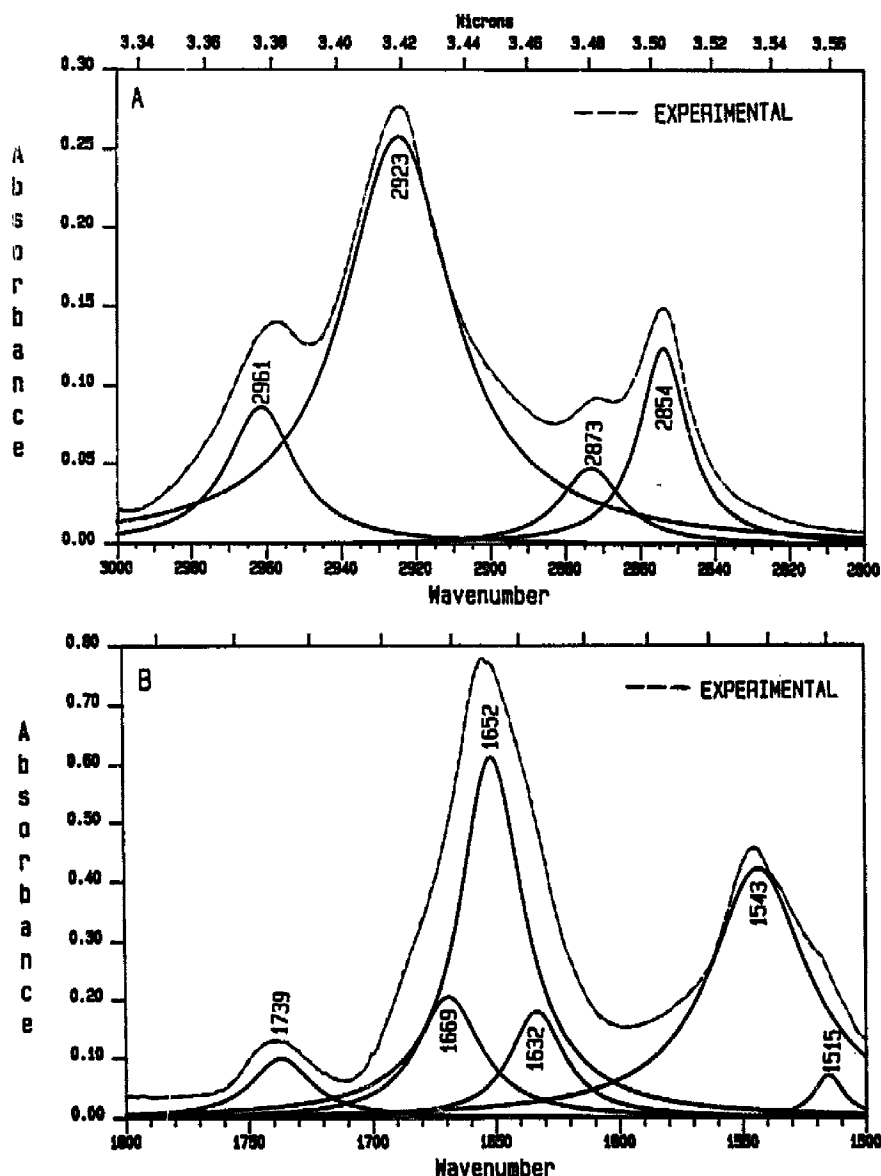 Microns
3.34 3.36 3.38 3.40 3.42 3.44 3.46 3.48 3.50 3.52 3.54 3.56
A
EXPERIMENTAL
Absorbance
0.30
0.25
0.20
0.15
0.10
0.05
0.00
2961
2923
2873
2854
3000 2980 2960 2940 2920 2900 2880 2860 2840 2820 2800
Wavenumber
B
EXPERIMENTAL
Absorbance
0.80
0.70
0.60
0.50
0.40
0.30
0.20
0.10
0.00
1739
1669
1652
1632
1543
1515
1800 1750 1700 1650 1600 1550 1500
Wavenumber